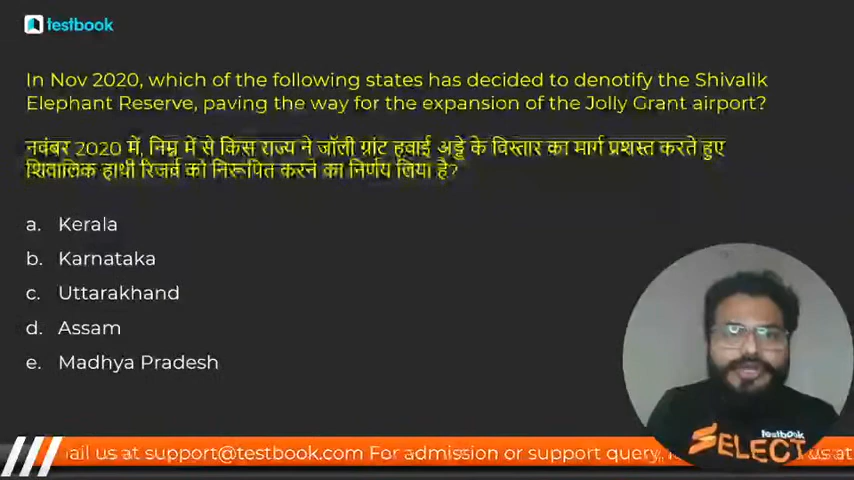 testbook
In Nov 2020, which of the following states has decided to denotify the Shivalik
Elephant Reserve, paving the way for the expansion of the Jolly Grant airport?
नवंबर 2020 में, निम्न में से किस राज्य ने जॉली ग्रांट हवाई अड्डे के विस्तार का मार्ग प्रशस्त करते हुए
शिवालिक हाथी रिजर्व को निरूपित करने का निर्णय लिया है?
a. Kerala
b. Karnataka
c. Uttarakhand
d. Assam
e. Madhya Pradesh
testbook
SELECT
ail us at support@testbook.com For admission or support query, us at